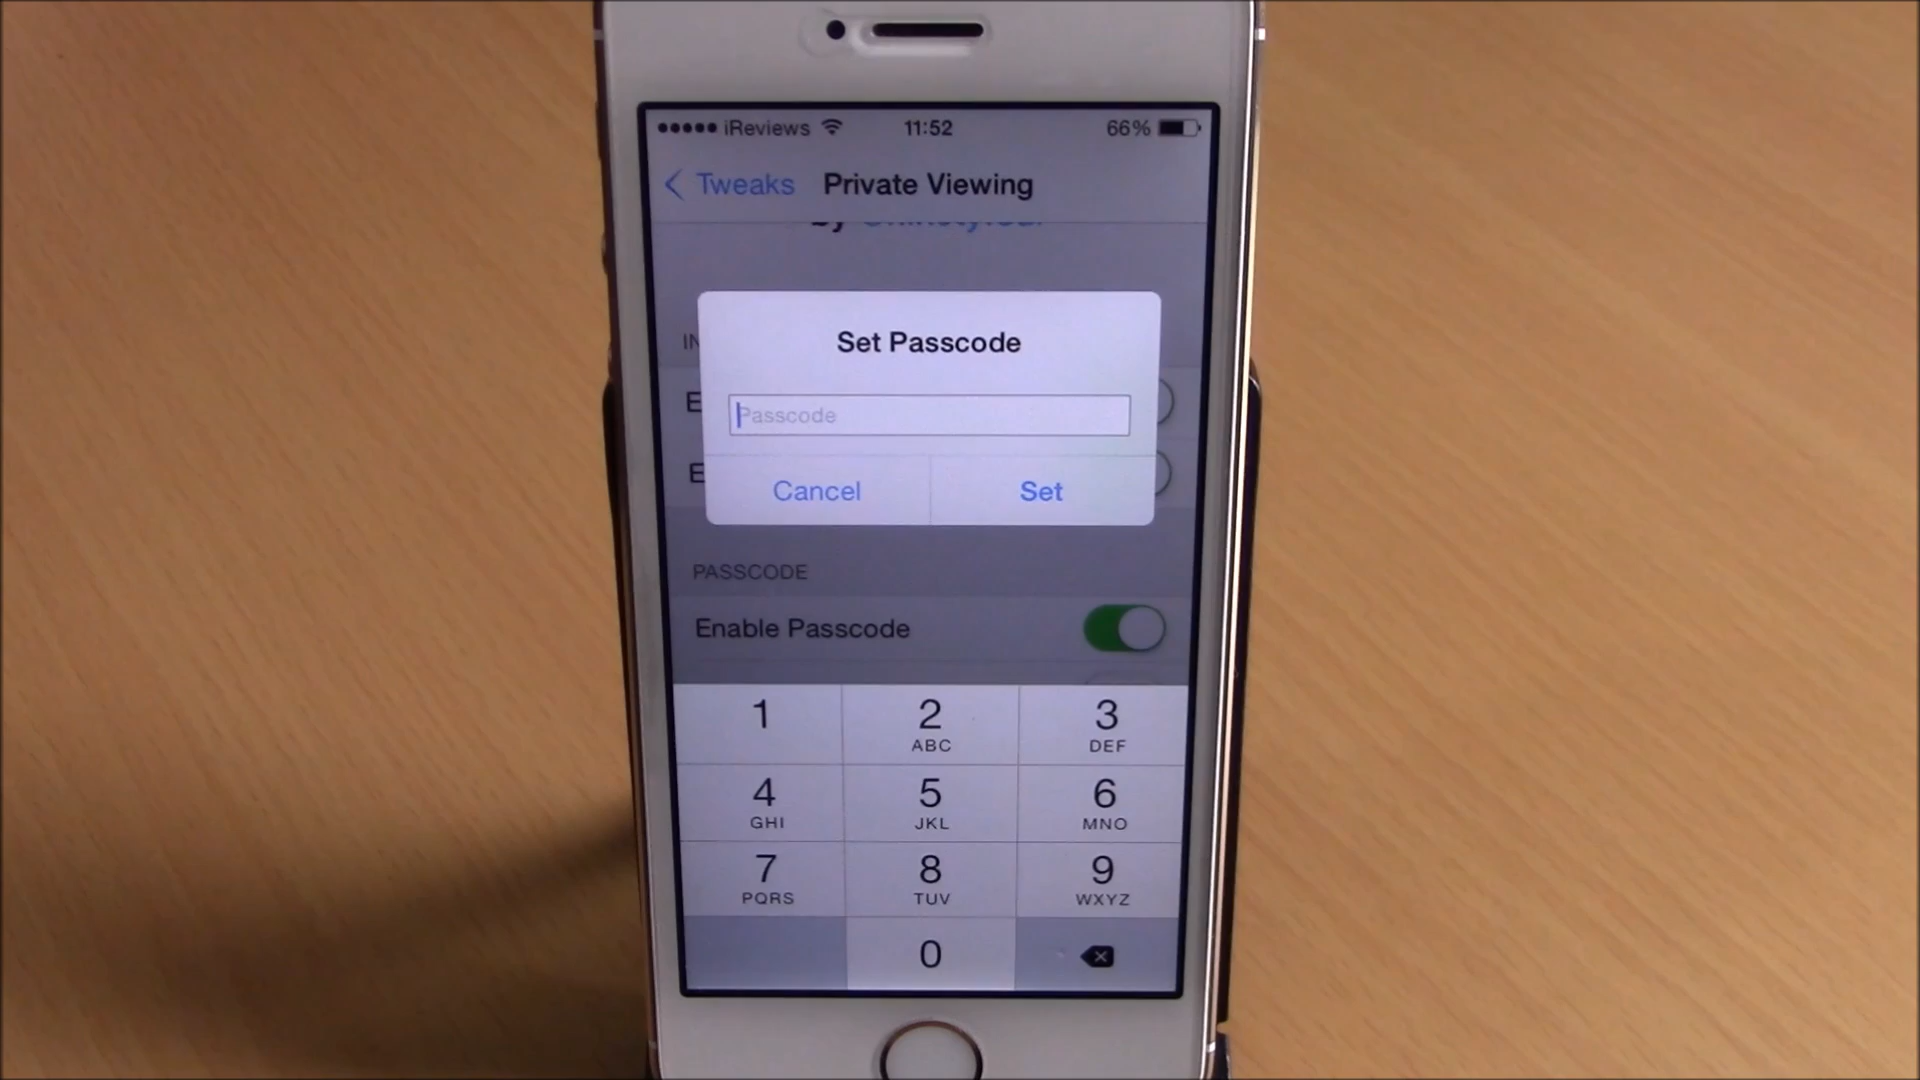 iReviews 11:52 66%
Tweaks Private Viewing
by
Set Passcode
Passcode
Cancel Set
PASSCODE
Enable Passcode
1 2 3
ABC DEF
4 5 6
GHI JKL MNO
7 8 9
PQRS TUV WXYZ
0